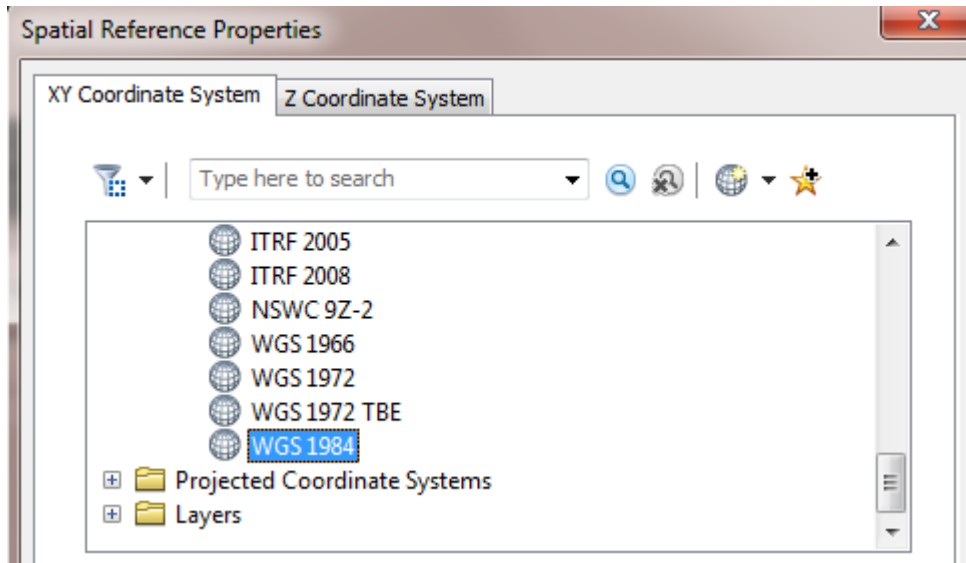 Spatial Reference Properties
XY Coordinate System
Z Coordinate System
Type here to search
ITRF 2005
ITRF 2008
NSWC 9Z-2
WGS 1966
WGS 1972
WGS 1972 TBE
WGS 1984
Projected Coordinate Systems
Layers